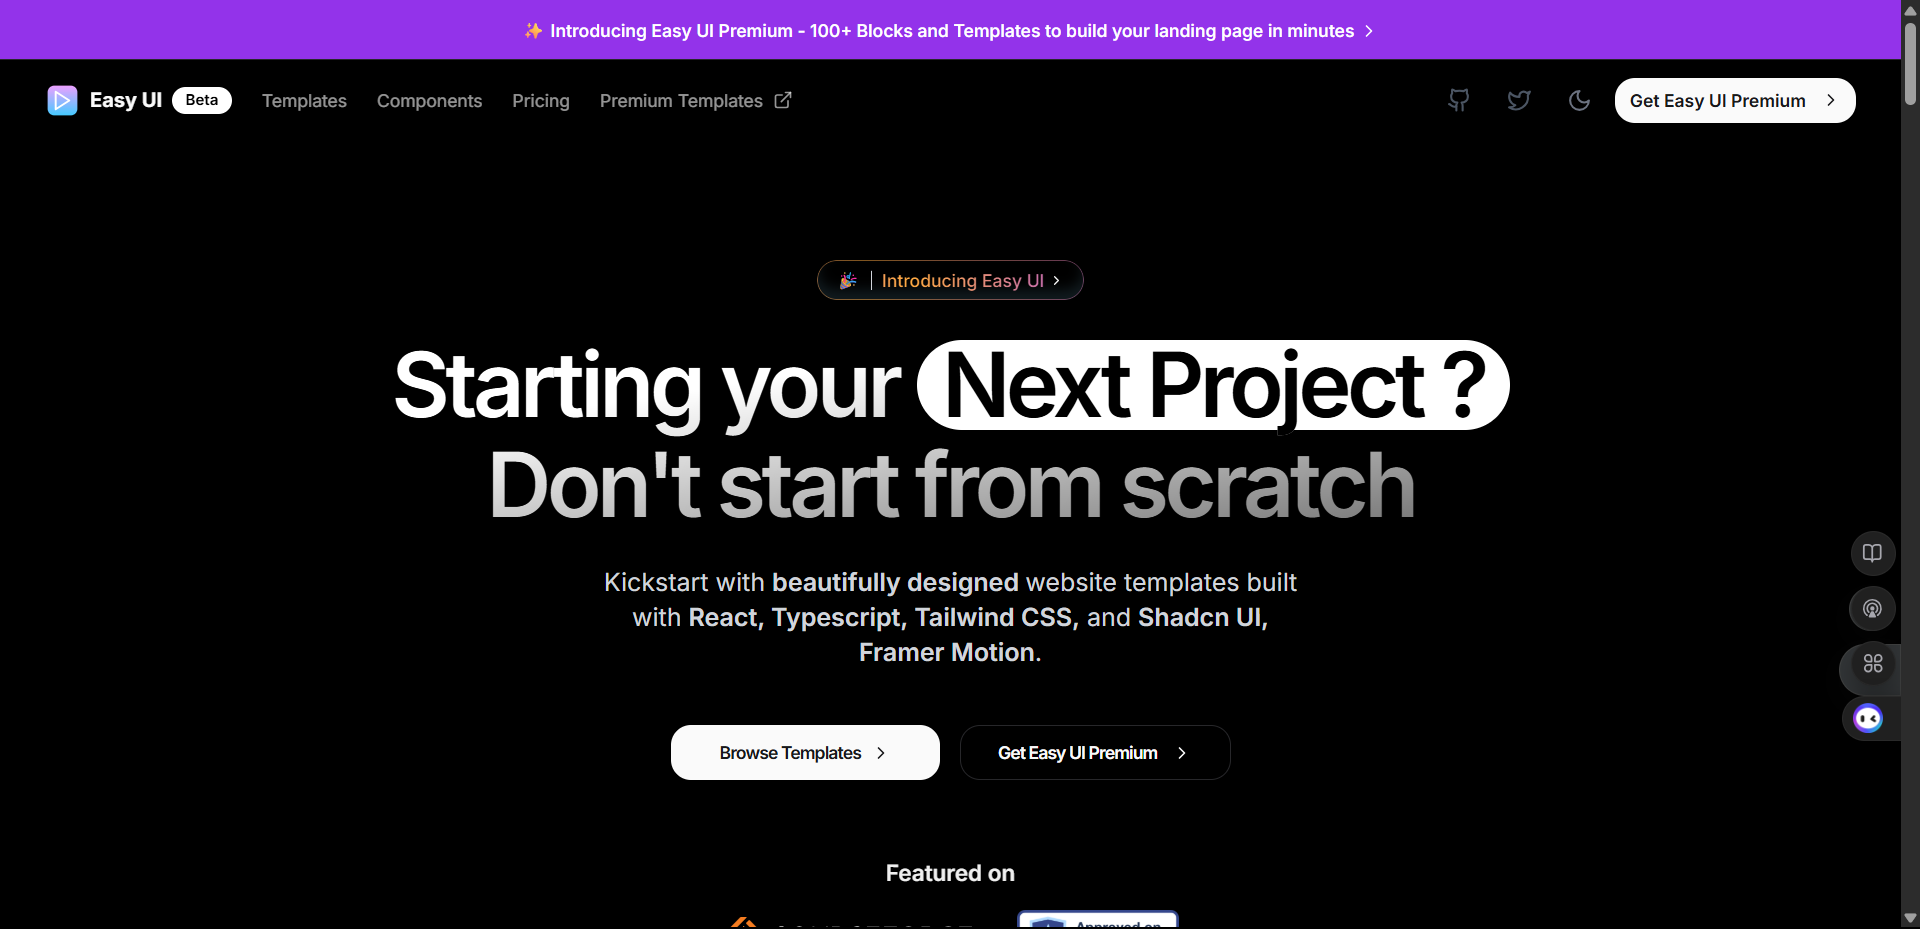 ✨ Introducing Easy UI Premium - 100+ Blocks and Templates to build your landing page in minutes
Easy UI Beta Templates Components Pricing Premium Templates Get Easy UI Premium
🎉 | Introducing Easy UI
Starting your Next Project ?
Don't start from scratch
Kickstart with beautifully designed website templates built
with React, Typescript, Tailwind CSS, and Shadcn UI,
Framer Motion.
Browse Templates Get Easy UI Premium
Featured on
Approved on